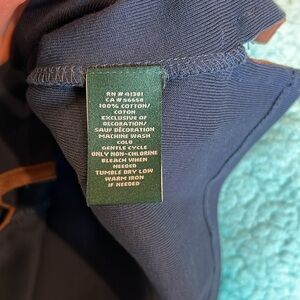 RN # 41381
CA # 56658
100% COTTON/
COTON
EXCLUSIVE OF
DECORATION/
SAUF DÉCORATION
MACHINE WASH
COLD
GENTLE CYCLE
ONLY NON-CHLORINE
BLEACH WHEN
NEEDED
TUMBLE DRY LOW
WARM IRON
IF NEEDED